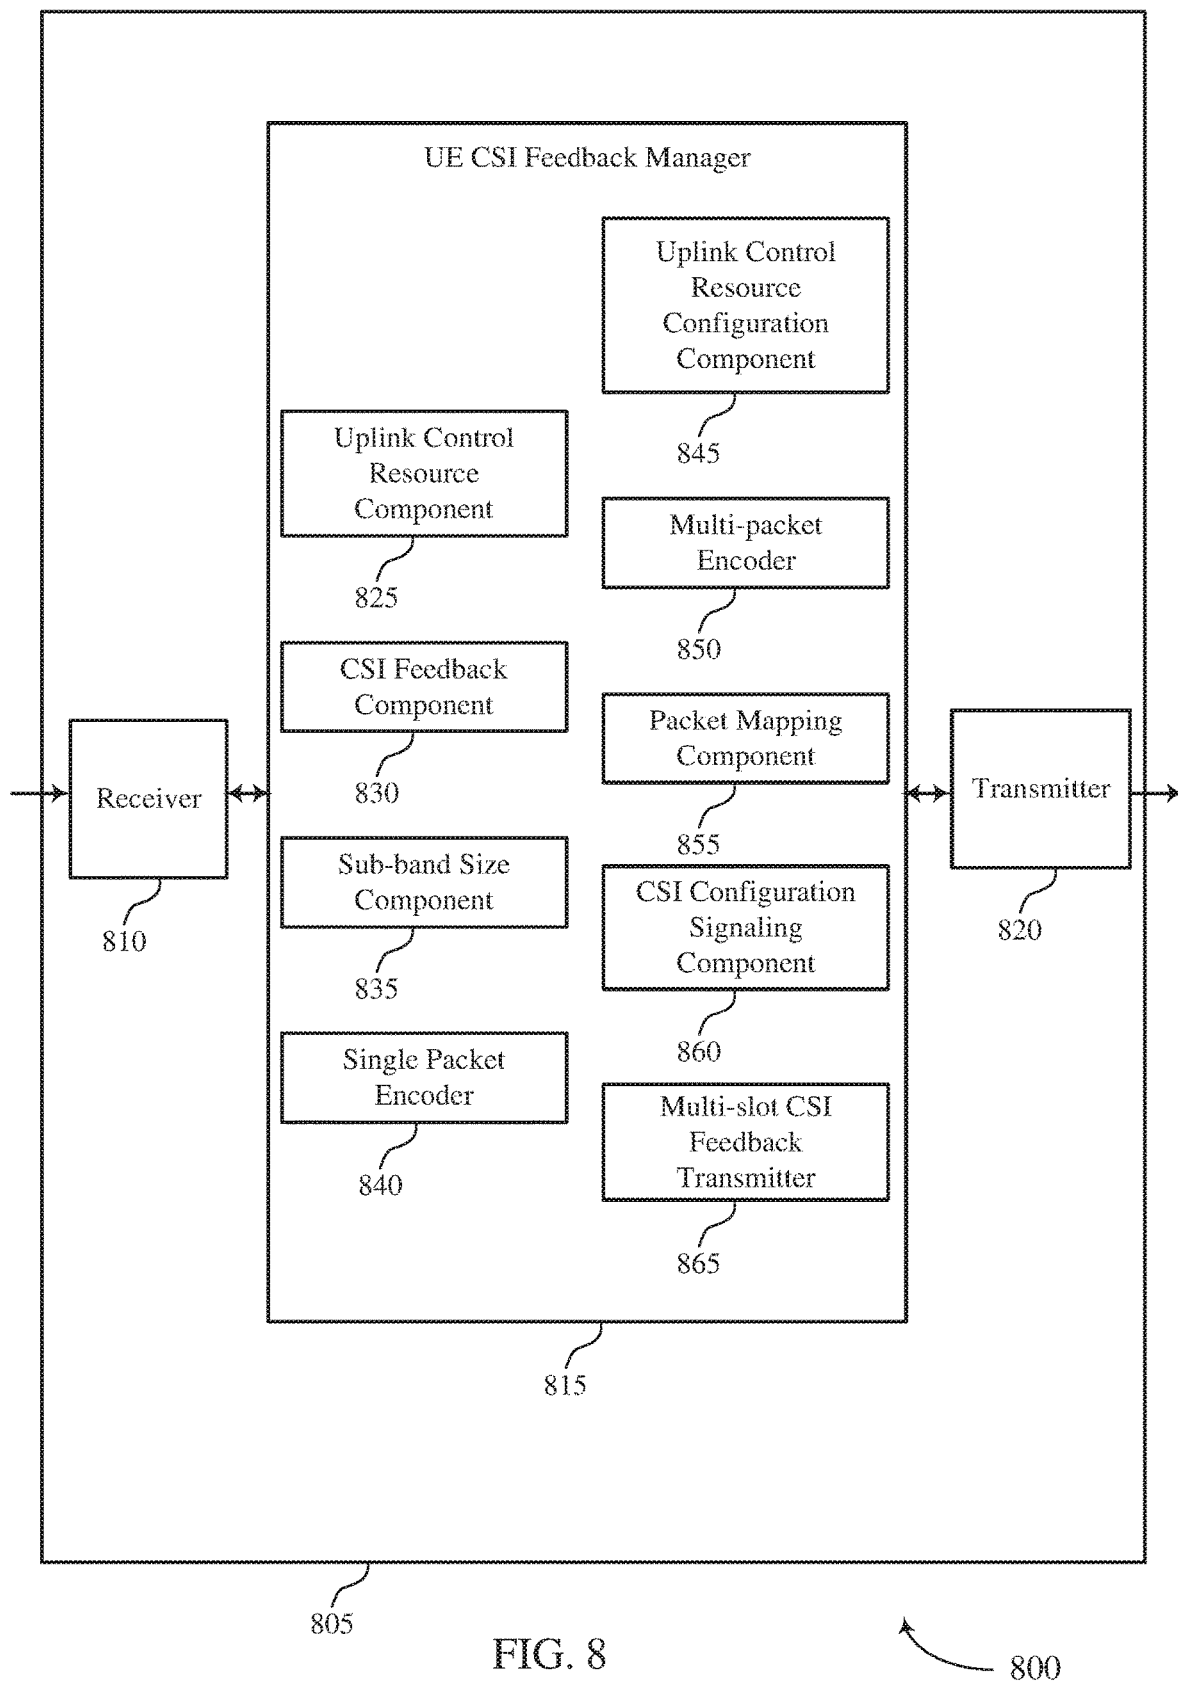 UE CSI Feedback Manager
Uplink Control
Resource
Configuration
Component
845
Uplink Control
Resource
Component
825
Multi-packet
Encoder
850
CSI Feedback
Component
830
Packet Mapping
Component
855
Receiver
810
Transmitter
820
Sub-band Size
Component
835
CSI Configuration
Signaling
Component
860
Single Packet
Encoder
840
Multi-slot CSI
Feedback
Transmitter
865
815
805
FIG. 8
800